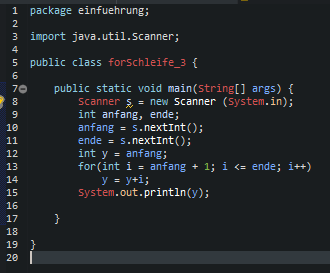 1 package einfuehrung;
2
3 import java.util.Scanner;
4
5 public class forSchleife_3 {
6
7 public static void main(String[] args) {
8 Scanner s = new Scanner (System.in);
9 int anfang, ende;
10 anfang = s.nextInt();
11 ende = s.nextInt();
12 int y = anfang;
13 for(int i = anfang + 1; i <= ende; i++)
14 y = y+i;
15 System.out.println(y);
16
17 }
18
19 }
20